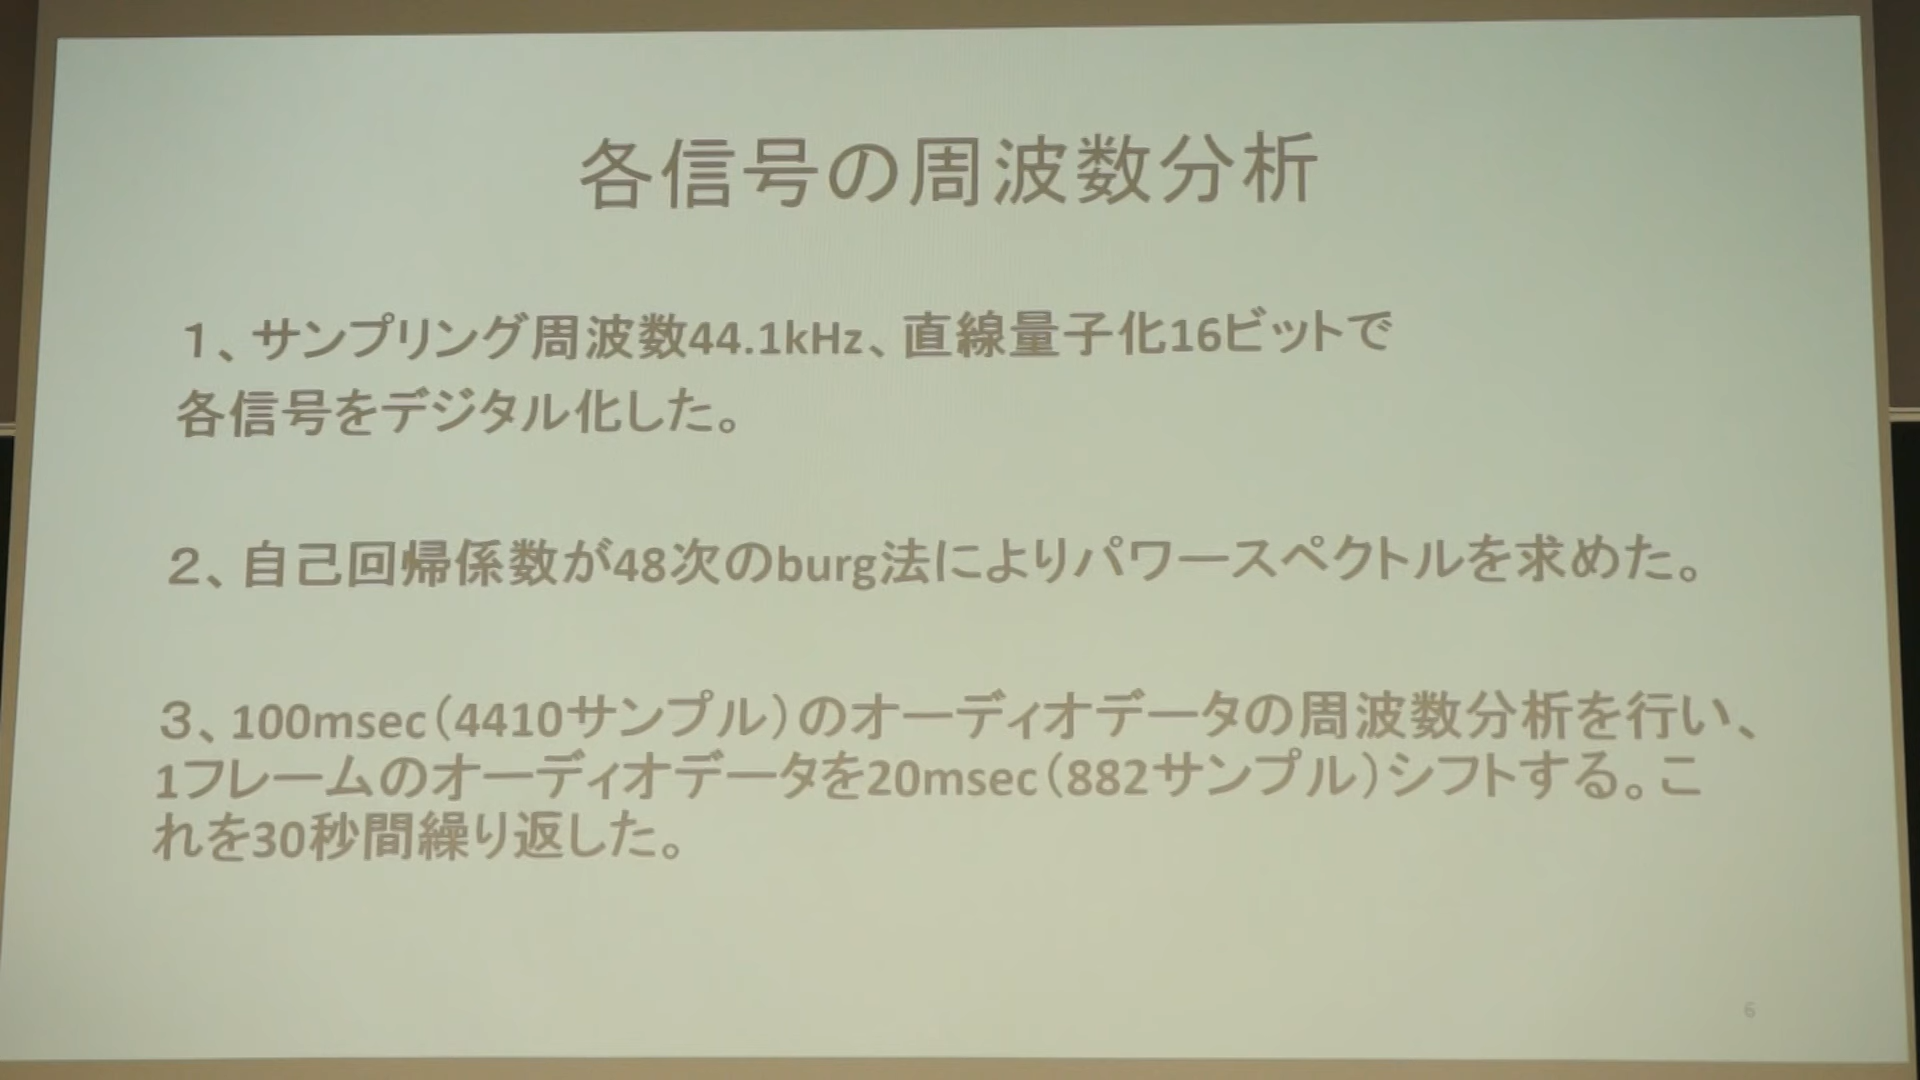 各信号の周波数分析
１、サンプリング周波数44.1kHz、直線量子化16ビットで
各信号をデジタル化した。
２、自己回帰係数が48次のburg法によりパワースペクトルを求めた。
３、100msec（4410サンプル）のオーディオデータの周波数分析を行い、
1フレームのオーディオデータを20msec（882サンプル）シフトする。こ
れを30秒間繰り返した。
6